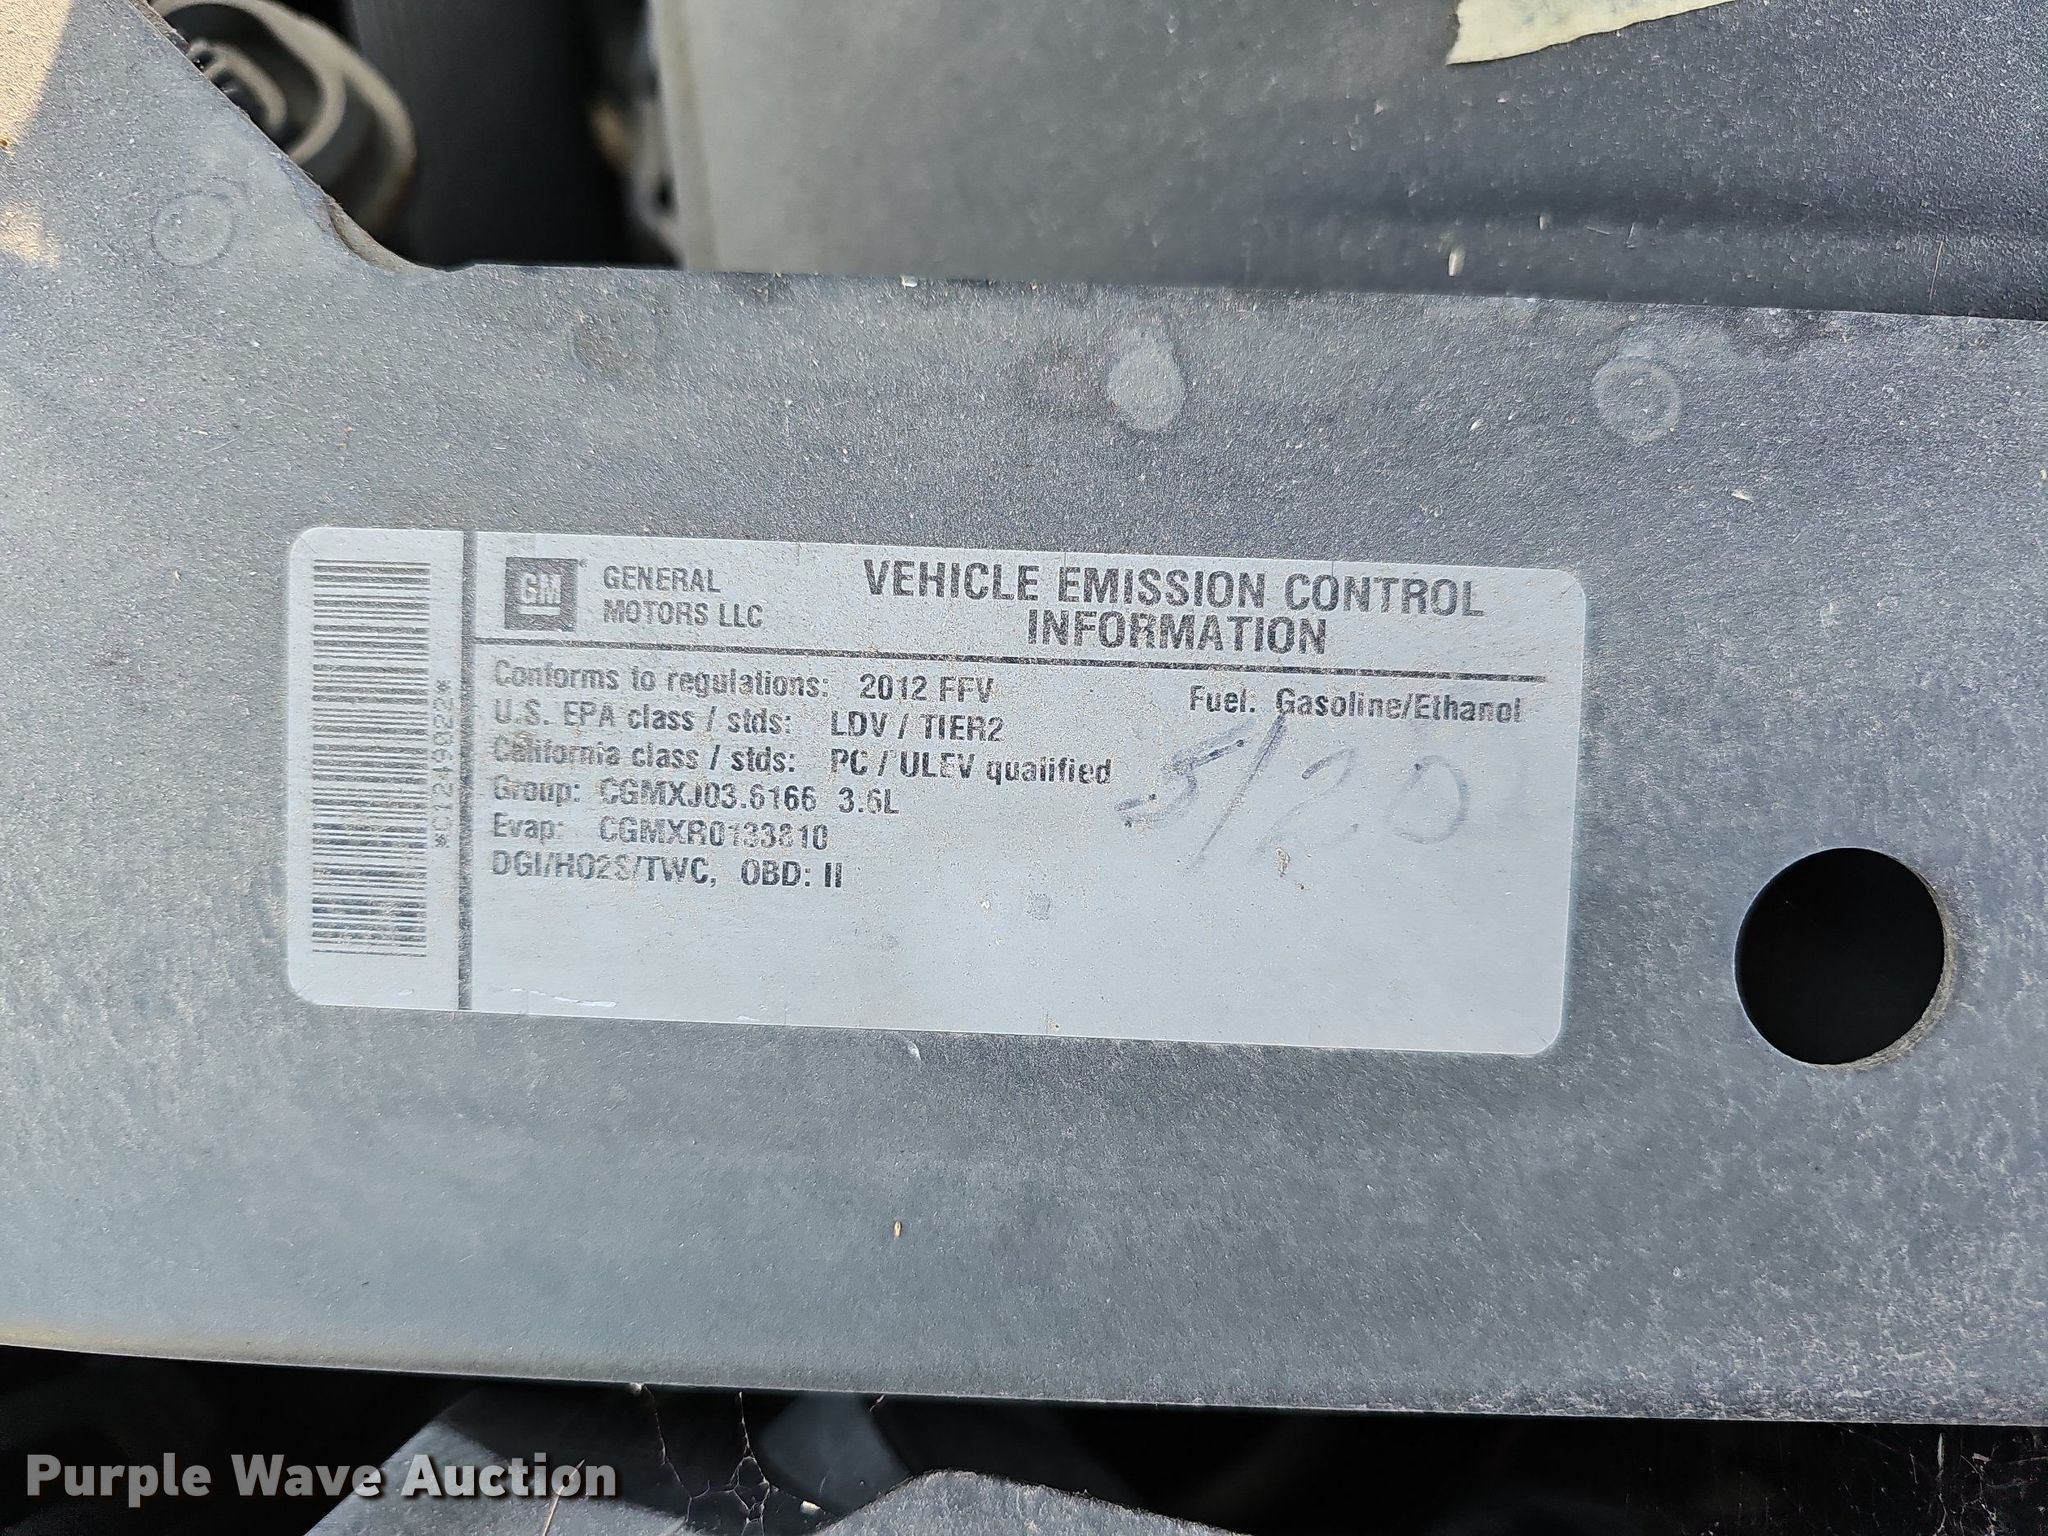 GM GENERAL MOTORS LLC
VEHICLE EMISSION CONTROL
INFORMATION
Conforms to regulations: 2012 FFV
Fuel: Gasoline/Ethanol
U.S. EPA class / stds: LDV / TIER2
California class / stds: PC / ULEV qualified
Group: CGMXJ03.6166 3.6L
Evap: CGMXR0133810
DGI/HO2S/TWC, OBD: II
5/20
*C1249022*
Purple Wave Auction